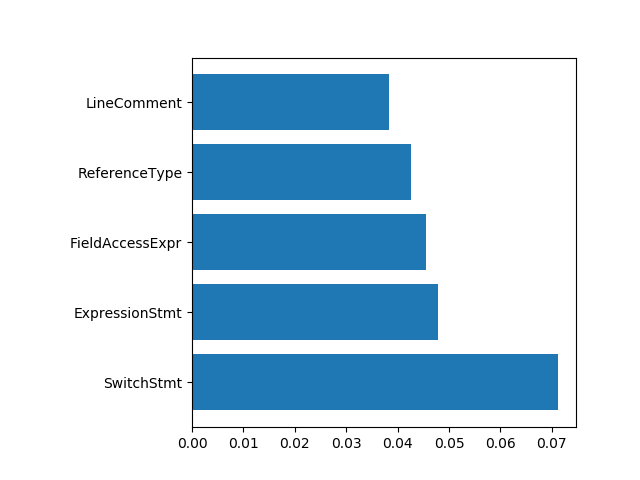 LineComment
ReferenceType
FieldAccessExpr
ExpressionStmt
SwitchStmt
0.00 0.01 0.02 0.03 0.04 0.05 0.06 0.07